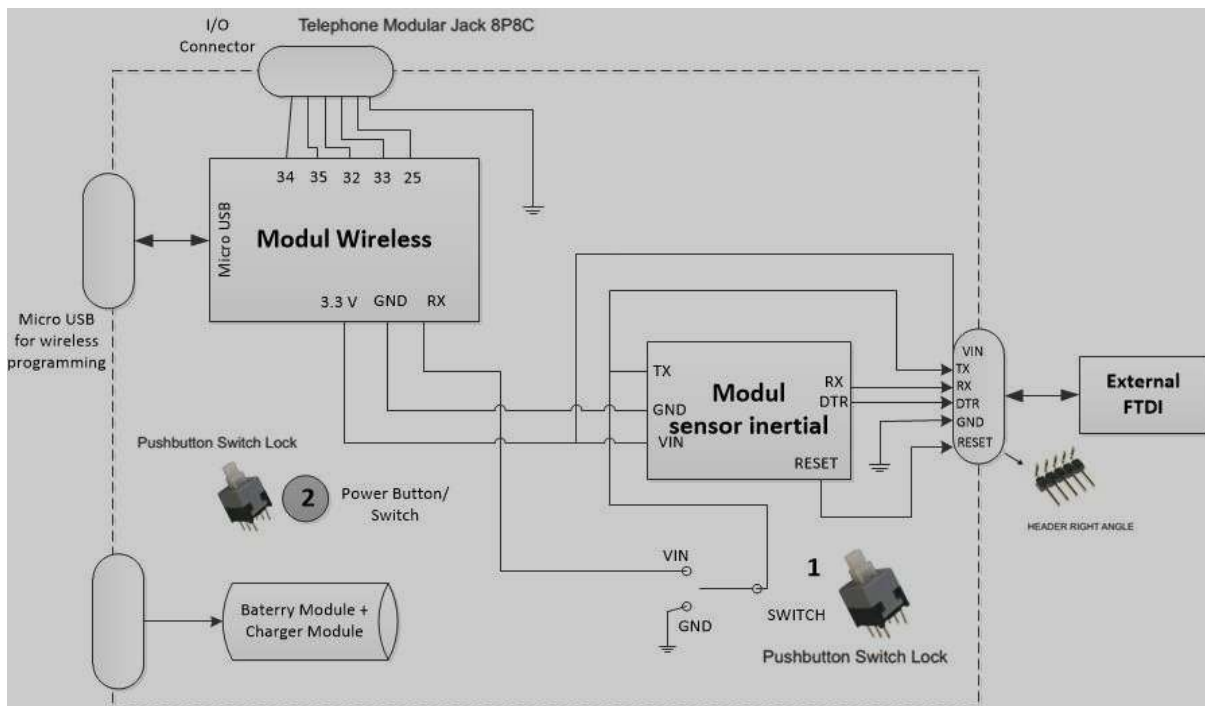 I/O
Connector
Telephone Modular Jack 8P8C
34 35 32 33 25
Micro USB
Modul Wireless
3.3 V GND RX
Micro USB
for wireless
programming
TX
GND
VIN
Modul
sensor inertial
RX
DTR
RESET
VIN
TX
RX
DTR
GND
RESET
External
FTDI
HEADER RIGHT ANGLE
Pushbutton Switch Lock
2
Power Button/
Switch
VIN
GND
1
SWITCH
Pushbutton Switch Lock
Baterry Module +
Charger Module